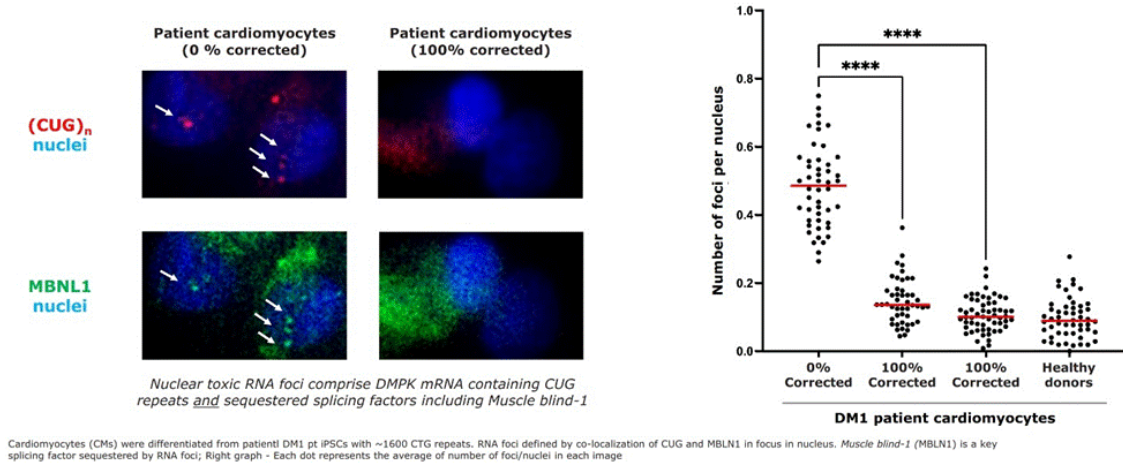 Patient cardiomyocytes
(0 % corrected)
Patient cardiomyocytes
(100% corrected)
(CUG)n
nuclei
MBNL1
nuclei
Nuclear toxic RNA foci comprise DMPK mRNA containing CUG
repeats and sequestered splicing factors including Muscle blind-1
Number of foci per nucleus
1.0
0.8
0.6
0.4
0.2
0.0
****
****
0%
Corrected
100%
Corrected
100%
Corrected
Healthy
donors
DM1 patient cardiomyocytes
Cardiomyocytes (CMs) were differentiated from patientl DM1 pt iPSCs with ~1600 CTG repeats. RNA foci defined by co-localization of CUG and MBLN1 in focus in nucleus. Muscle blind-1 (MBLN1) is a key
splicing factor sequestered by RNA foci; Right graph - Each dot represents the average of number of foci/nuclei in each image